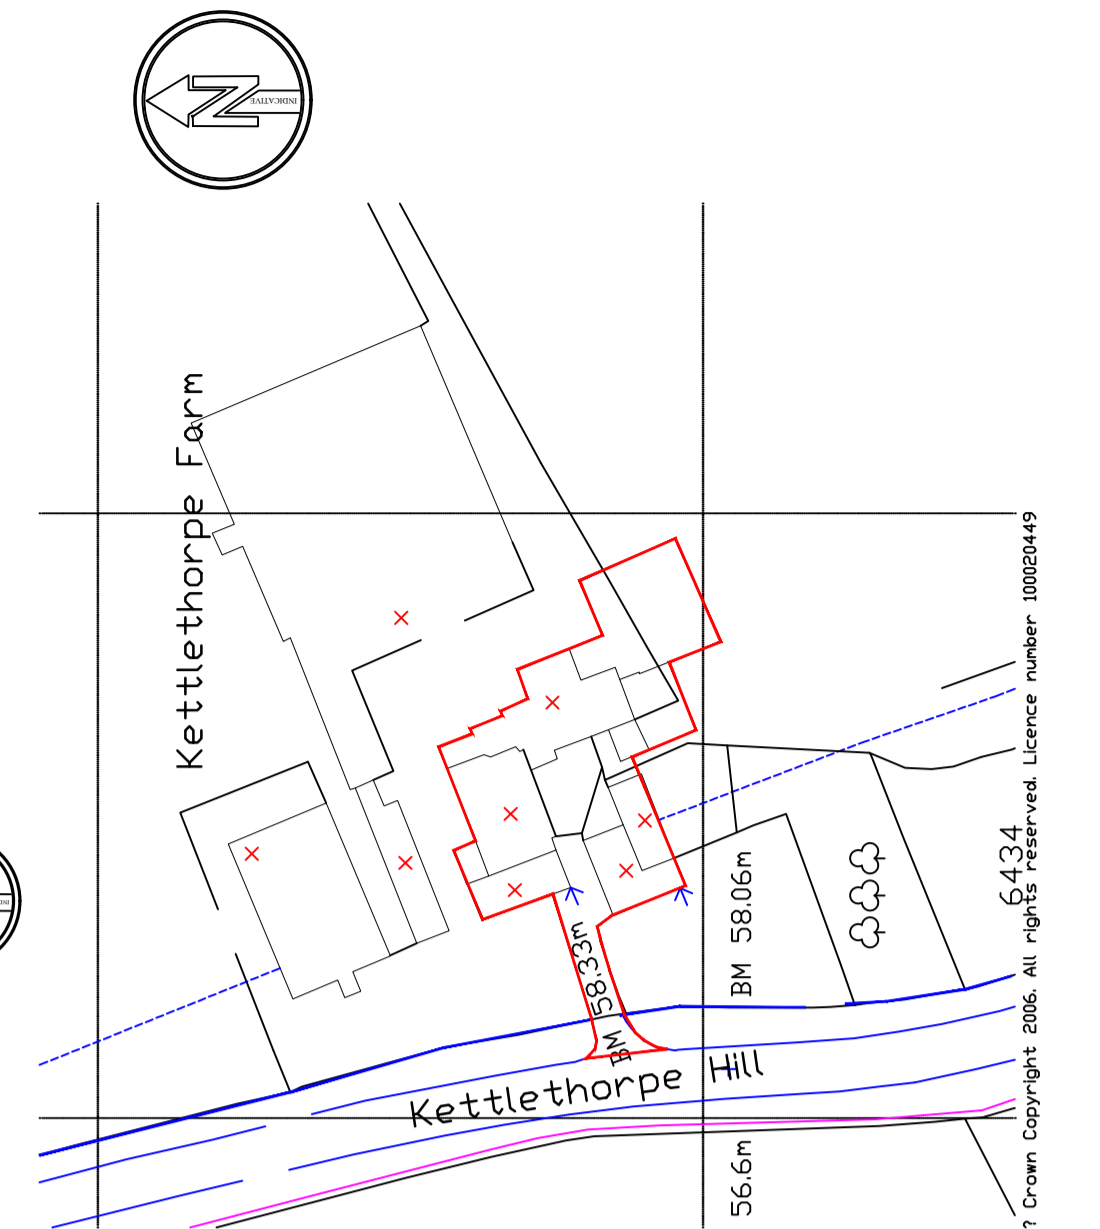 N
INDICATIVE
Kettlethorpe Farm
BM 58.33m
BM 58.06m
Kettlethorpe Hill
56.6m
6434
? Crown Copyright 2006. All rights reserved. Licence number 100020449